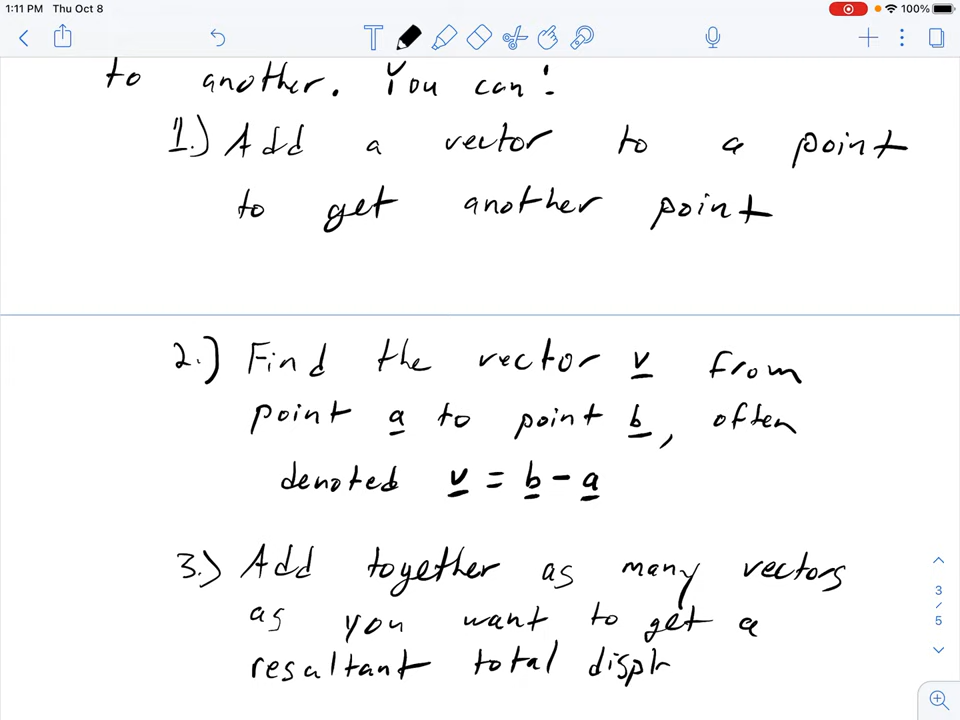 1:11 PM Thu Oct 8
100%
T
to another. You can:
1.) Add a vector to a point
to get another point
2.) Find the vector v from
point a to point b, often
denoted v = b - a
3.) Add together as many vectors
as you want to get a
resultant total displ
3
/
5